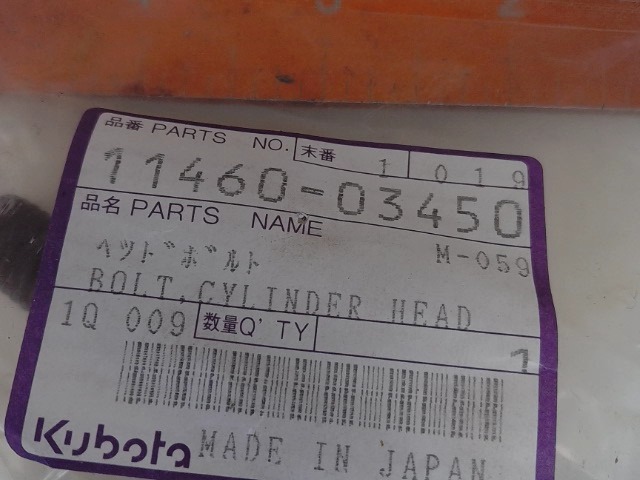 品番 PARTS NO. 末番 1 019
11460-03450
品名 PARTS NAME
M-059
ヘツドボルト
BOLT,CYLINDER HEAD
1Q 009 数量Q'TY 1
Kubota MADE IN JAPAN